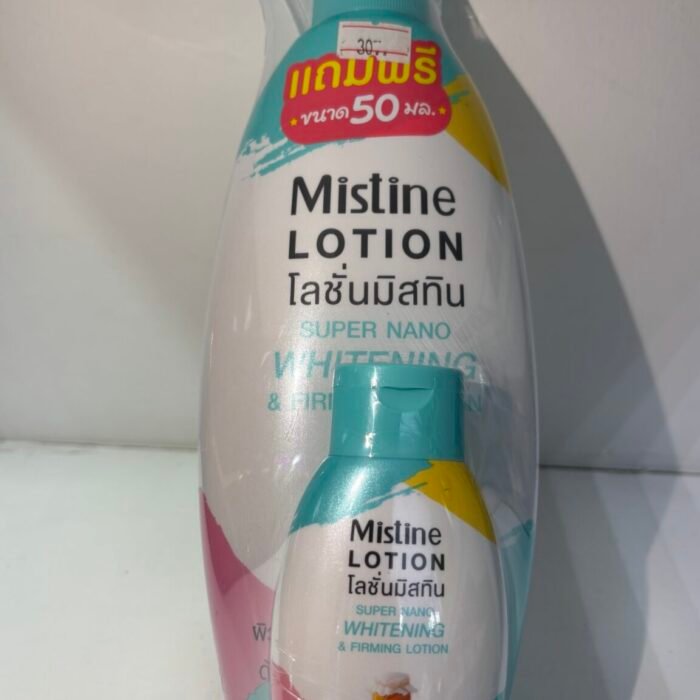 แถมฟรี
ขนาด 50 มล.
Mistine
LOTION
โลชั่นมิสทิน
SUPER NANO
WHITENING
Mistine
LOTION
โลชั่นมิสทิน
SUPER NANO
WHITENING
& FIRMING LOTION